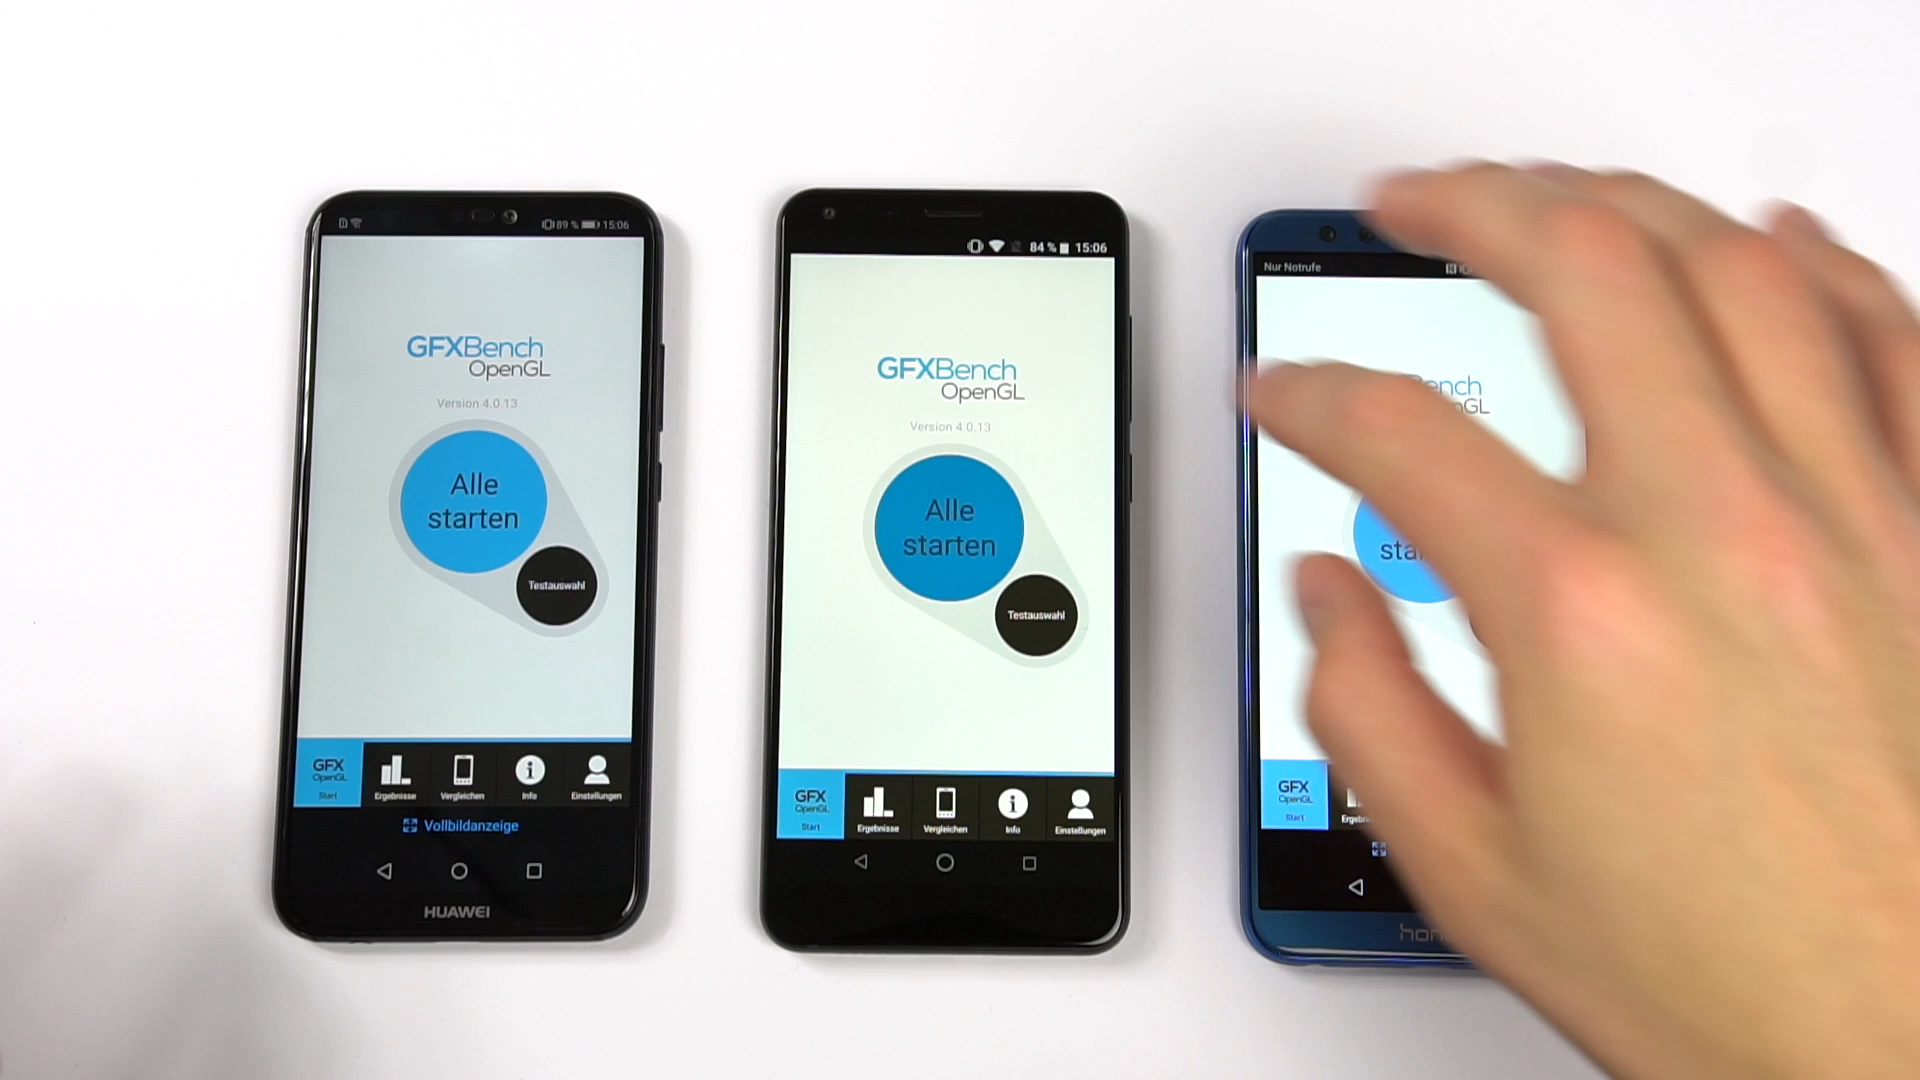 89 % 15:06
GFXBench
OpenGL
Version 4.0.13
Alle
starten
Testauswahl
GFX
OpenGL
Start
Ergebnisse
Vergleichen
Info
Einstellungen
Vollbildanzeige
HUAWEI
84 % 15:06
GFXBench
OpenGL
Version 4.0.13
Alle
starten
Testauswahl
GFX
OpenGL
Start
Ergebnisse
Vergleichen
Info
Einstellungen
Nur Notrufe
GFX
OpenGL
Start